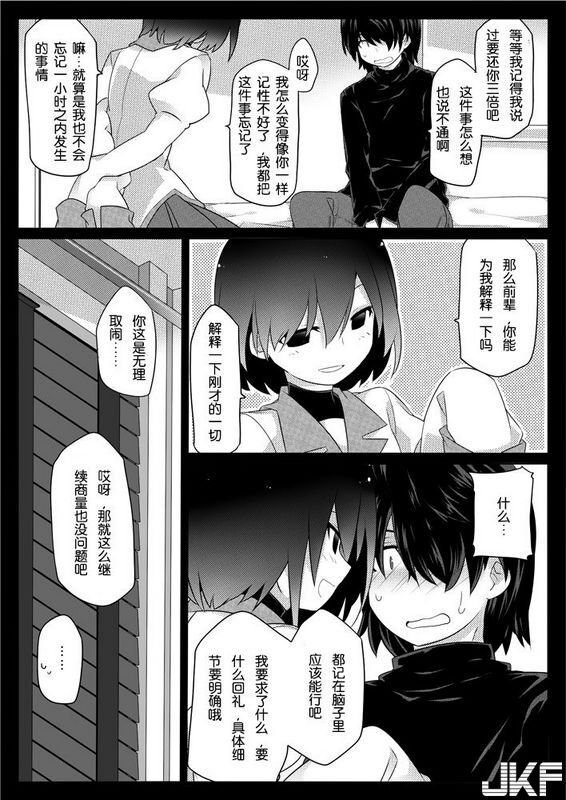 等等我记得我说
过要还你三倍吧
这件事怎么想
也说不通啊
哎呀
我怎么变得像你一样
记性不好了,我都把
这件事忘记了
嘛…就算是我也不会
忘记一小时之内发生
的事情
那么前辈,你能
为我解释一下吗
解释一下刚才的一切
什么…
都记在脑子里
应该能行吧
我要求了什么,要
什么回礼,具体细
节要明确哦
你这是无理
取闹……
哎呀,那就这么继
续商量也没问题吧
……
JKF